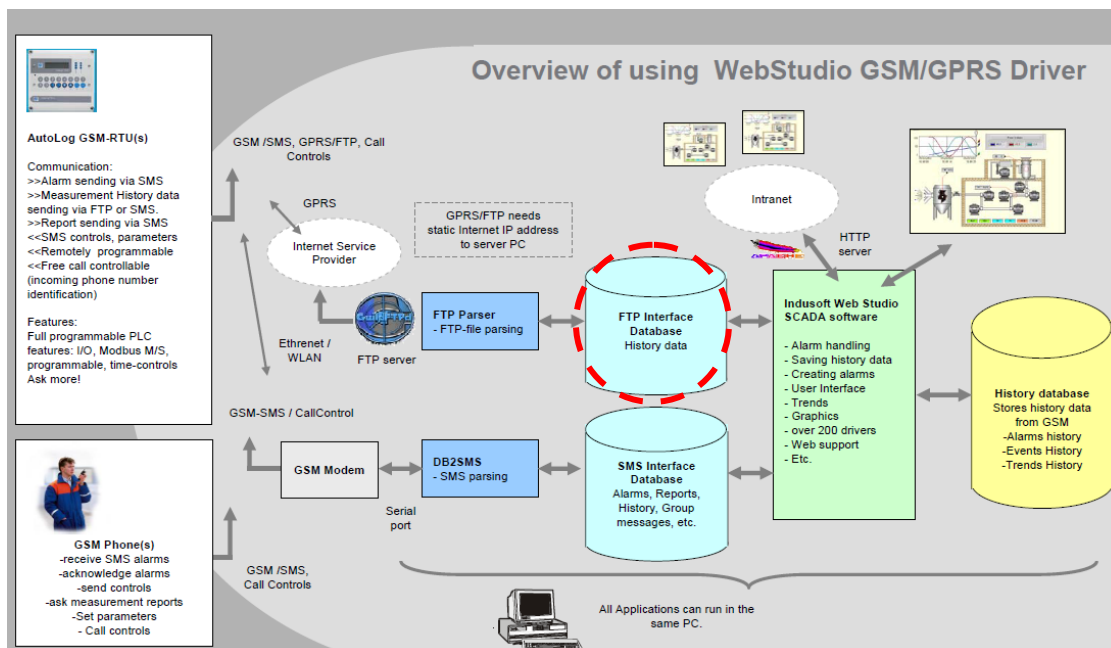 Overview of using WebStudio GSM/GPRS Driver
AutoLog GSM-RTU(s)
Communication:
>>Alarm sending via SMS
>>Measurement History data
sending via FTP or SMS.
>>Report sending via SMS
<<SMS controls, parameters
<<Remotely programable
<<Free call controllable
(incoming phone number
identification)
Features:
Full programmable PLC
features: I/O, Modbus M/S,
programmable, time-controls
Ask more!
GSM Phone(s)
-receive SMS alarms
-acknowledge alarms
-send controls
-ask measurement reports
-Set parameters
- Call controls
GSM /SMS, GPRS/FTP, Call
Controls
GPRS
Internet Service
Provider
GPRS/FTP needs
static Internet IP address
to server PC
Ethrenet /
WLAN
FTP server
FTP Parser
- FTP-file parsing
FTP Interface
Database
History data
Intranet
HTTP
server
Indusoft Web Studio
SCADA software
- Alarm handling
- Saving history data
- Creating alarms
- User Interface
- Trends
- Graphics
- over 200 drivers
- Web support
- Etc.
History database
Stores history data
from GSM
-Alarms history
-Events History
-Trends History
GSM-SMS / CallControl
GSM Modem
Serial
port
DB2SMS
- SMS parsing
SMS Interface
Database
Alarms, Reports,
History, Group
messages, etc.
GSM /SMS,
Call Controls
All Applications can run in the
same PC.